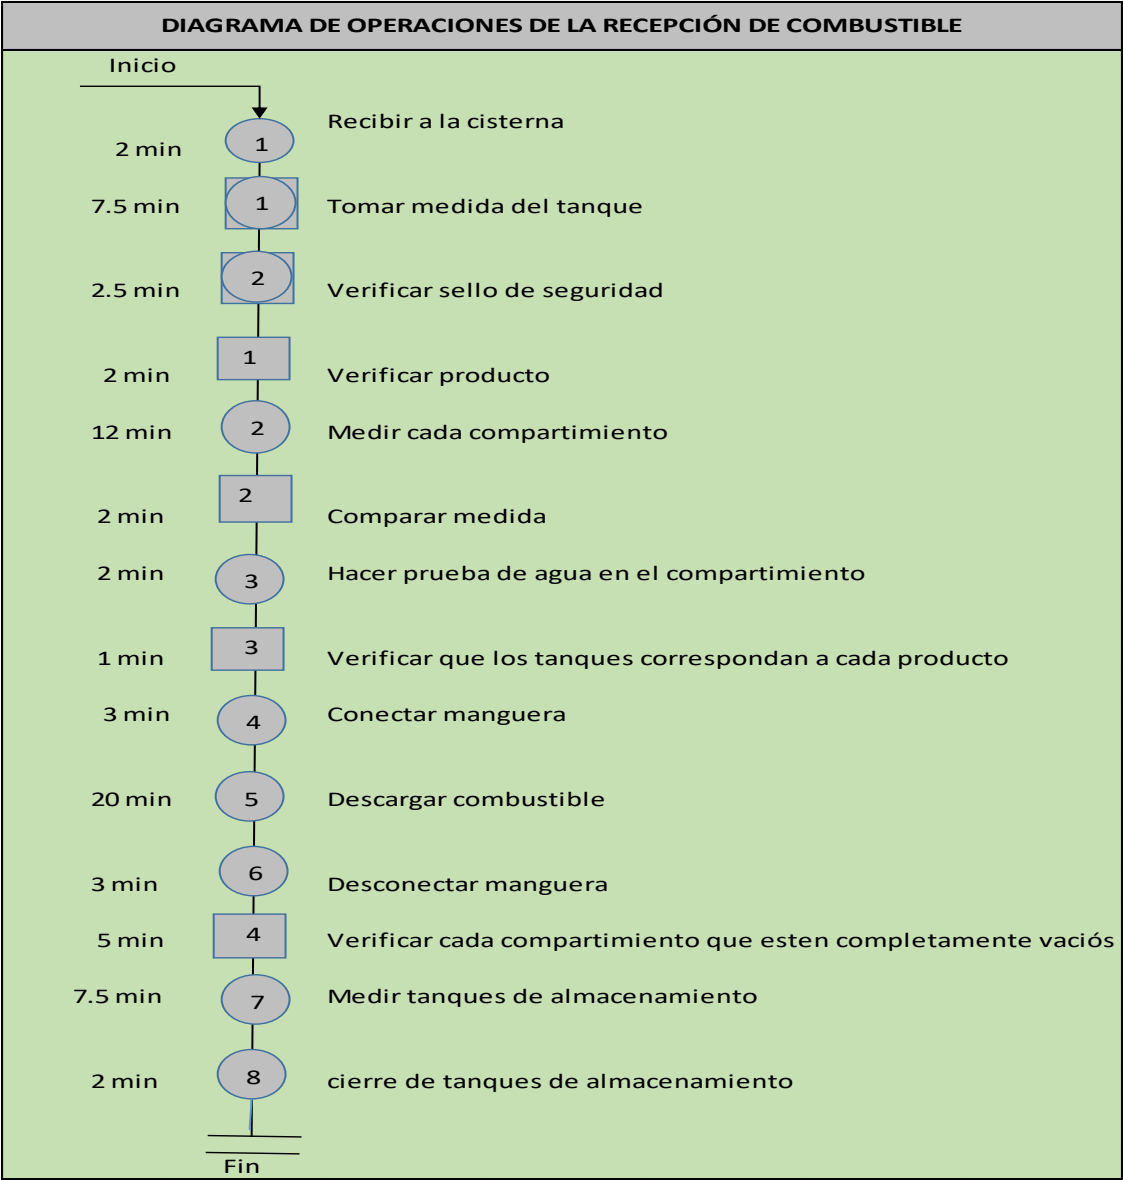 DIAGRAMA DE OPERACIONES DE LA RECEPCIÓN DE COMBUSTIBLE
Inicio
2 min 1 Recibir a la cisterna
7.5 min 1 Tomar medida del tanque
2.5 min 2 Verificar sello de seguridad
2 min 1 Verificar producto
12 min 2 Medir cada compartimiento
2 min 2 Comparar medida
2 min 3 Hacer prueba de agua en el compartimiento
1 min 3 Verificar que los tanques correspondan a cada producto
3 min 4 Conectar manguera
20 min 5 Descargar combustible
3 min 6 Desconectar manguera
5 min 4 Verificar cada compartimiento que esten completamente vaciós
7.5 min 7 Medir tanques de almacenamiento
2 min 8 cierre de tanques de almacenamiento
Fin